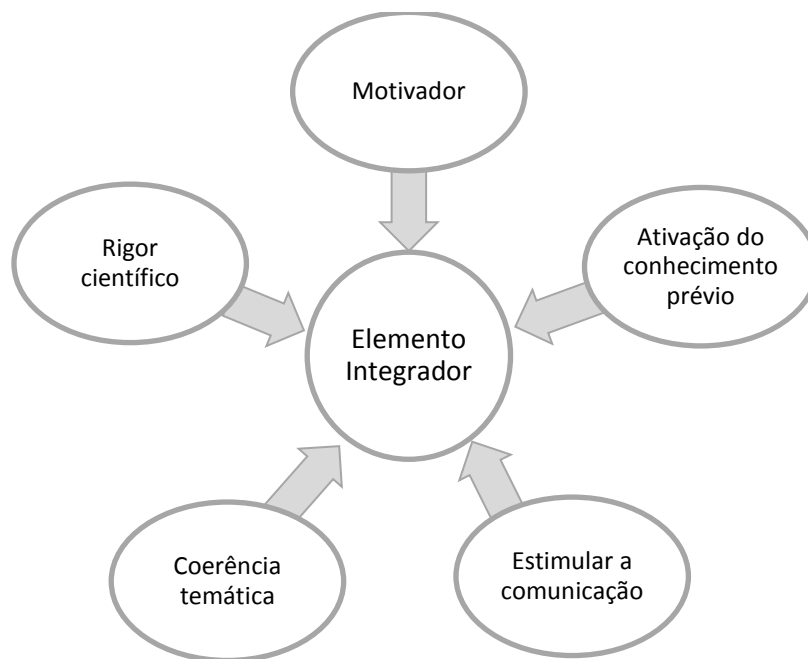 Motivador
Rigor
científico
Ativação do
conhecimento
prévio
Elemento
Integrador
Coerência
temática
Estimular a
comunicação